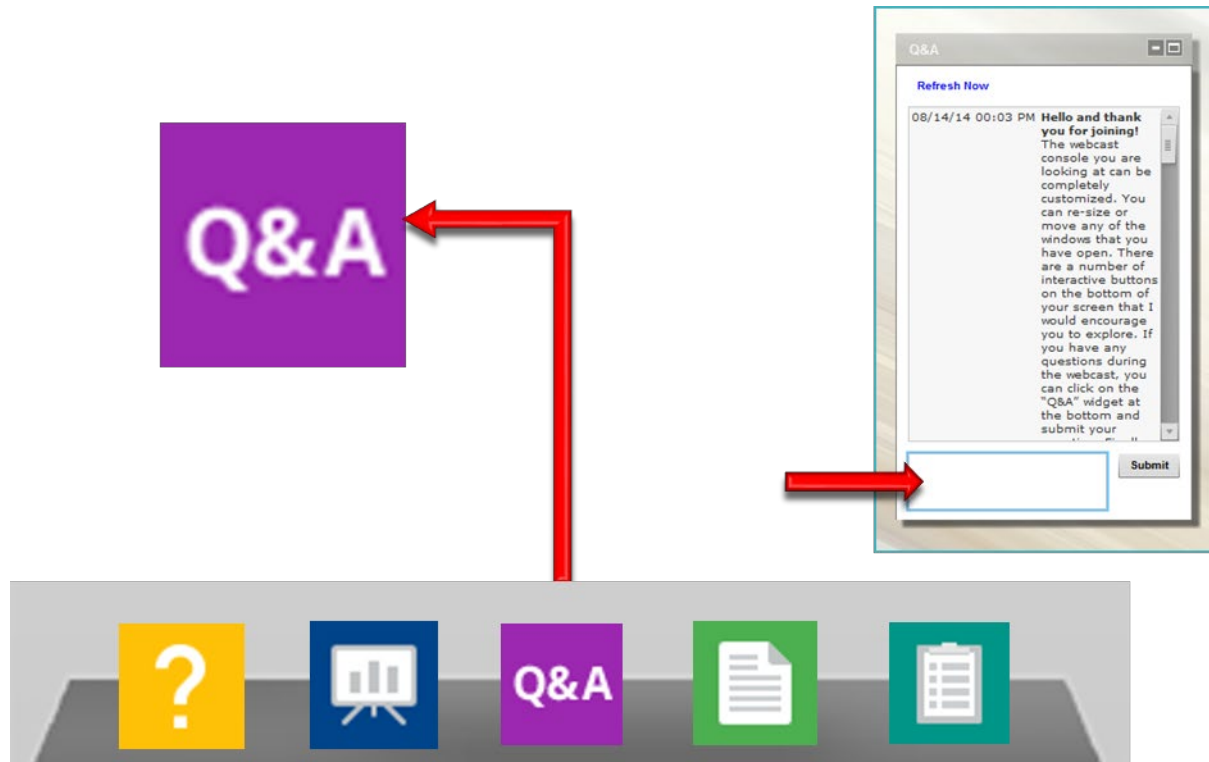 Q&A
Refresh Now
08/14/14 00:03 PM Hello and thank
you for joining!
The webcast
console you are
looking at can be
completely
customized. You
can re-size or
move any of the
windows that you
have open. There
are a number of
interactive buttons
on the bottom of
your screen that I
would encourage
you to explore. If
you have any
questions during
the webcast, you
can click on the
"Q&A" widget at
the bottom and
submit your
Submit
Q&A
?
Q&A